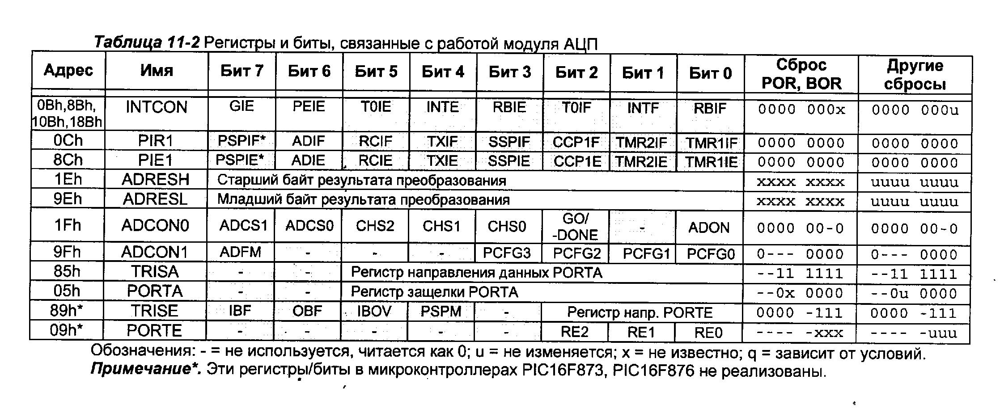 Таблица 11-2 Регистры и биты, связанные с работой модуля АЦП
Адрес Имя Бит 7 Бит 6 Бит 5 Бит 4 Бит 3 Бит 2 Бит 1 Бит 0 Сброс POR, BOR Другие сбросы
0Bh,8Bh, 10Bh,18Bh INTCON GIE PEIE T0IE INTE RBIE T0IF INTF RBIF 0000 000x 0000 000u
0Ch PIR1 PSPIF* ADIF RCIF TXIF SSPIF CCP1F TMR2IF TMR1IF 0000 0000 0000 0000
8Ch PIE1 PSPIE* ADIE RCIE TXIE SSPIE CCP1E TMR2IE TMR1IE 0000 0000 0000 0000
1Eh ADRESH Старший байт результата преобразования xxxx xxxx uuuu uuuu
9Eh ADRESL Младший байт результата преобразования xxxx xxxx uuuu uuuu
1Fh ADCON0 ADCS1 ADCS0 CHS2 CHS1 CHS0 GO/ -DONE - ADON 0000 00-0 0000 00-0
9Fh ADCON1 ADFM - - - PCFG3 PCFG2 PCFG1 PCFG0 0--- 0000 0--- 0000
85h TRISA - - Регистр направления данных PORTA --11 1111 --11 1111
05h PORTA - - Регистр защелки PORTA --0x 0000 --0u 0000
89h* TRISE IBF OBF IBOV PSPM - Регистр напр. PORTE 0000 -111 0000 -111
09h* PORTE - - - - - RE2 RE1 RE0 ---- -xxx ---- -uuu
Обозначения: - = не используется, читается как 0; u = не изменяется; x = не известно; q = зависит от условий.
Примечание*. Эти регистры/биты в микроконтроллерах PIC16F873, PIC16F876 не реализованы.